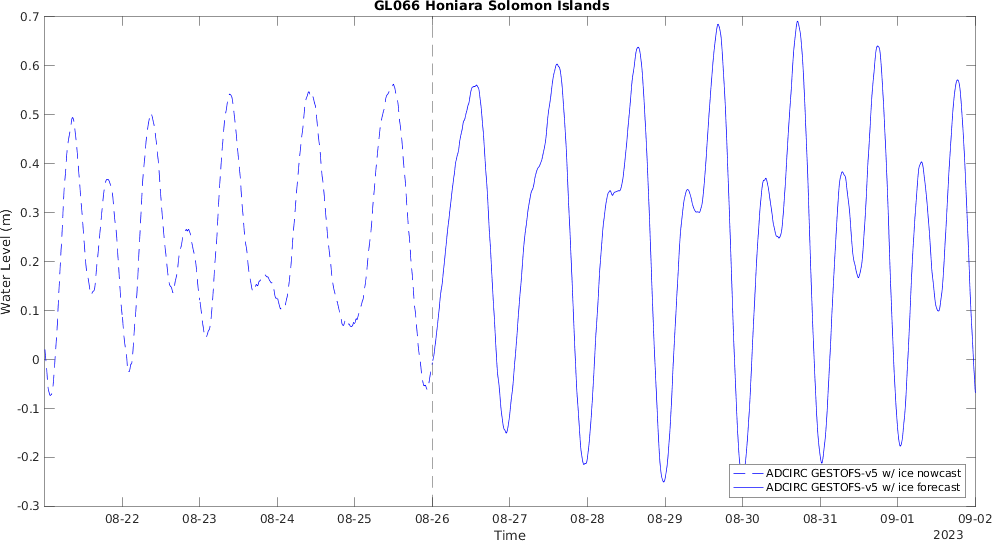 GL066 Honiara Solomon Islands
0.7
0.6
0.5
0.4
0.3
0.2
0.1
0
-0.1
-0.2
-0.3
Water Level (m)
ADCIRC GESTOFS-v5 w/ ice nowcast
ADCIRC GESTOFS-v5 w/ ice forecast
08-22 08-23 08-24 08-25 08-26 08-27 08-28 08-29 08-30 08-31 09-01 09-02
Time
2023